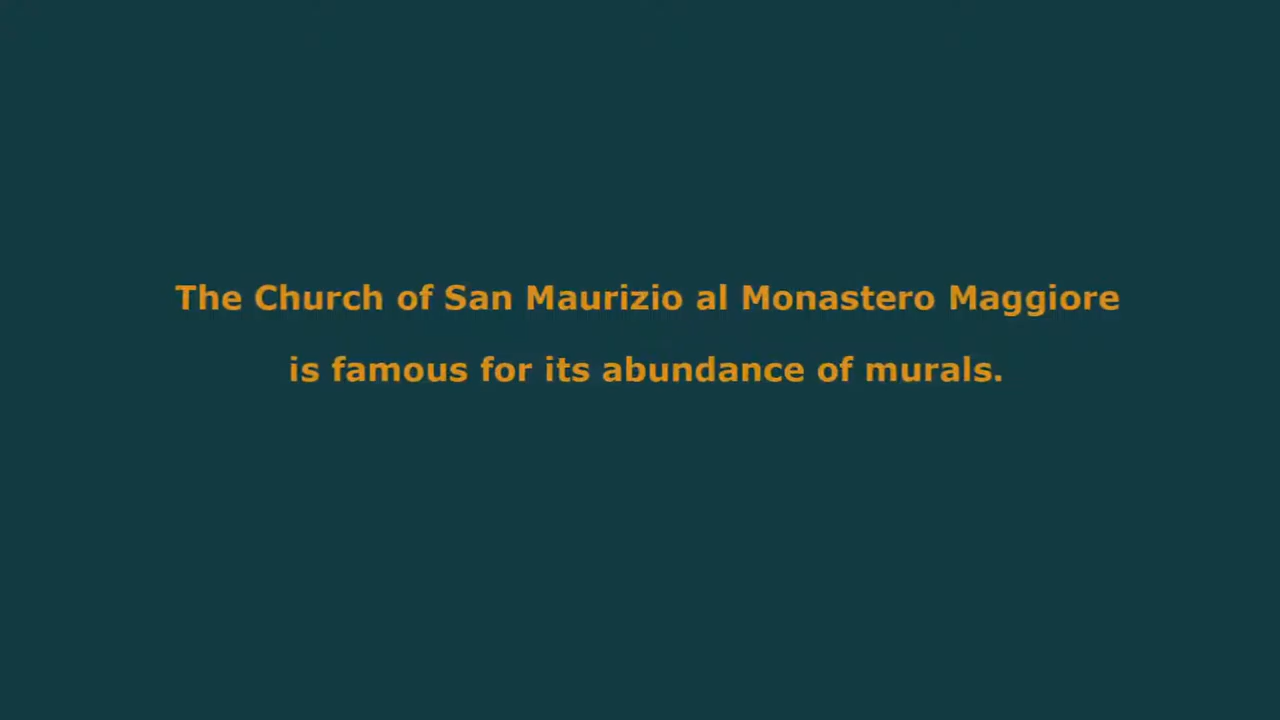 The Church of San Maurizio al Monastero Maggiore
is famous for its abundance of murals.